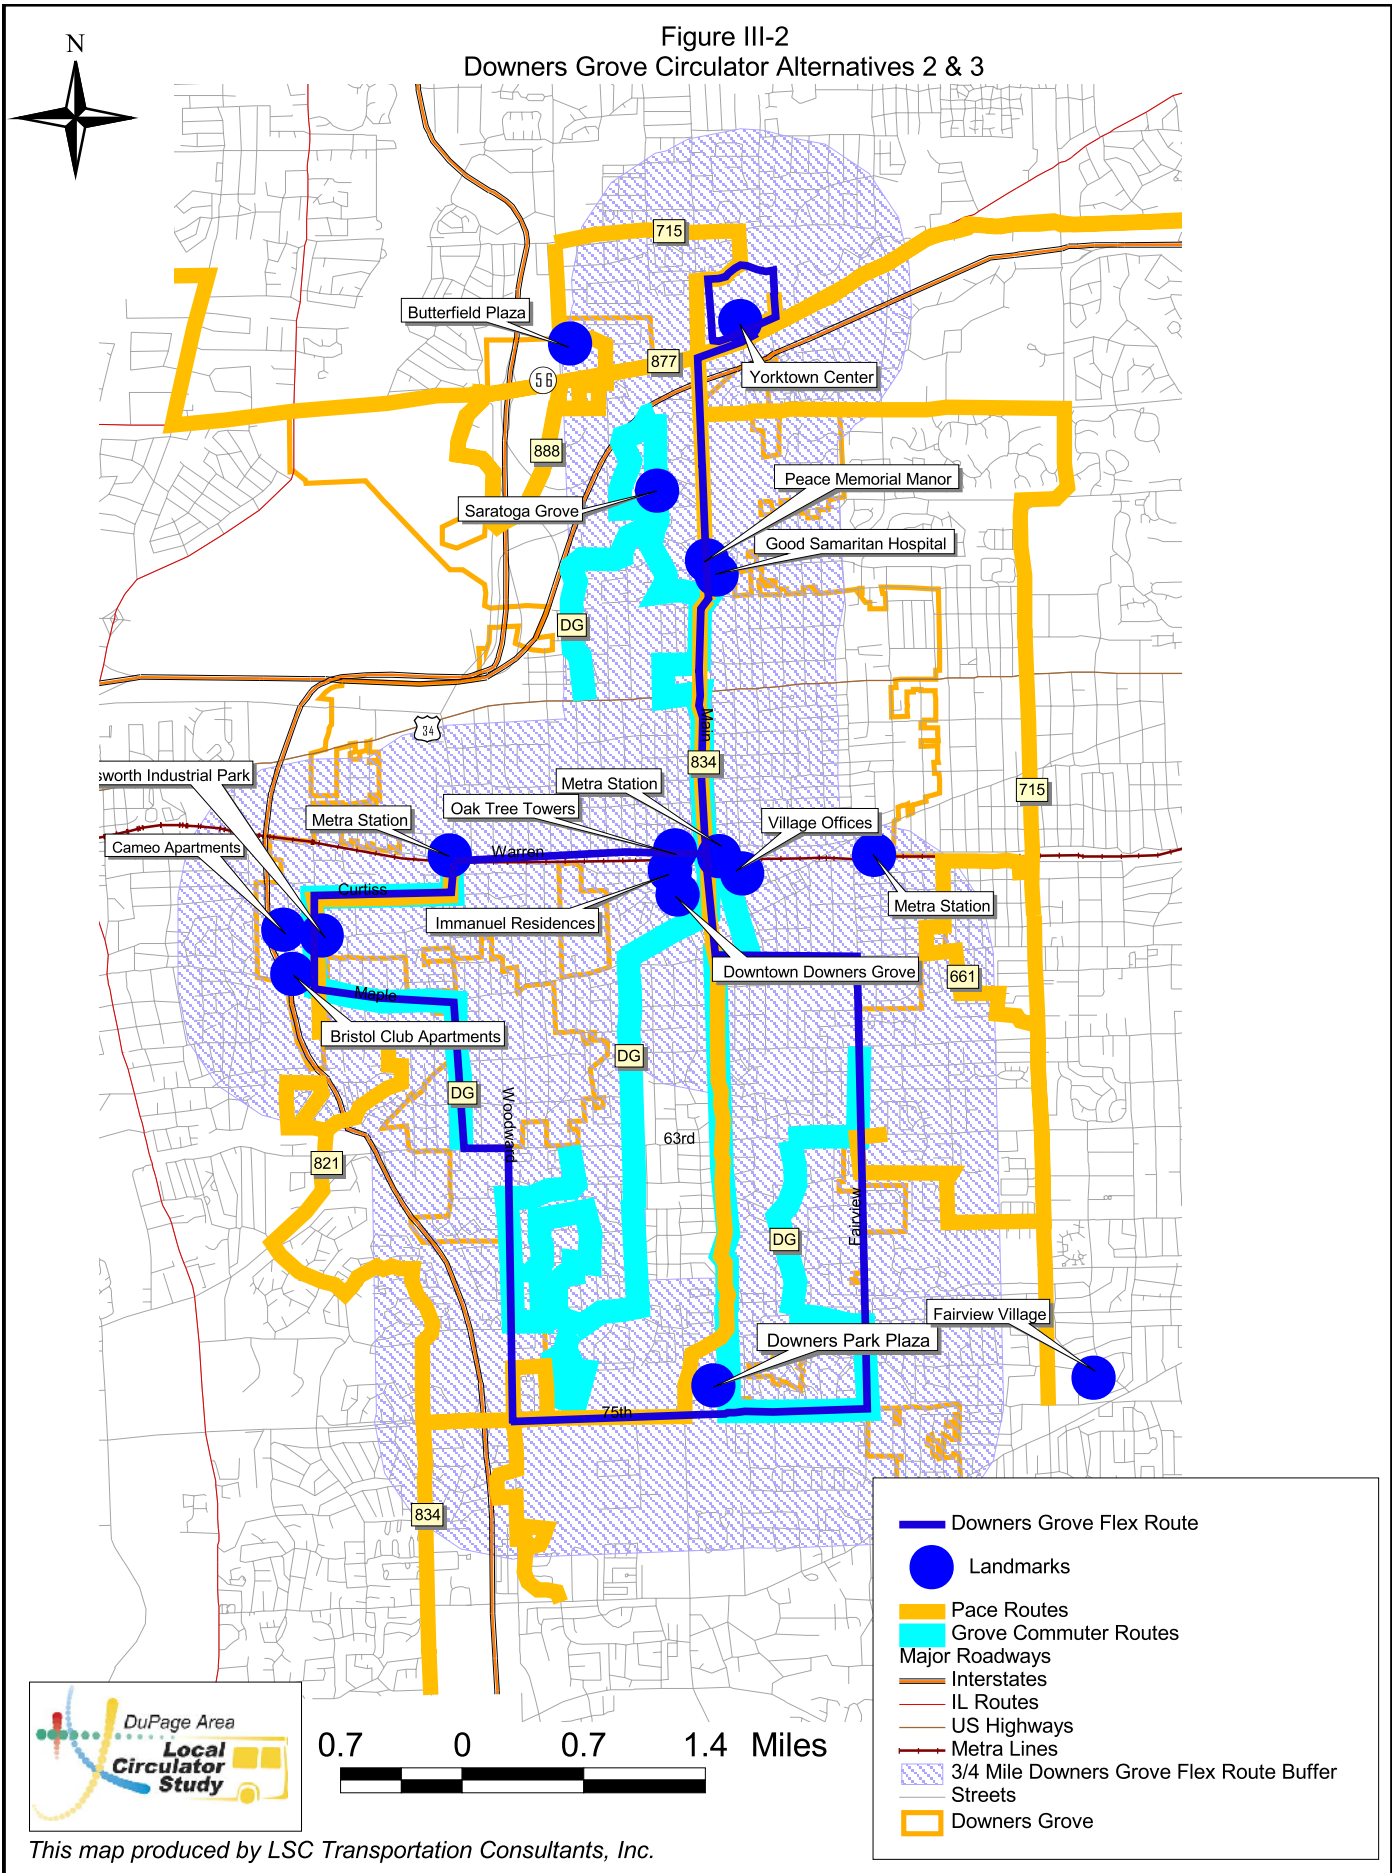 Figure III-2
Downers Grove Circulator Alternatives 2 & 3
N
715
Butterfield Plaza
877
Yorktown Center
56
888
Peace Memorial Manor
Saratoga Grove
Good Samaritan Hospital
DG
34
Main
834
sworth Industrial Park
Metra Station
715
Oak Tree Towers
Metra Station
Village Offices
Cameo Apartments
Warren
Curtiss
Metra Station
Immanuel Residences
Downtown Downers Grove
661
Maple
Bristol Club Apartments
DG
DG
Woodward
63rd
821
Fairview
DG
Fairview Village
Downers Park Plaza
75th
834
Downers Grove Flex Route
Landmarks
Pace Routes
Grove Commuter Routes
Major Roadways
Interstates
IL Routes
US Highways
Metra Lines
3/4 Mile Downers Grove Flex Route Buffer
Streets
Downers Grove
DuPage Area
Local
Circulator
Study
0.7 0 0.7 1.4 Miles
This map produced by LSC Transportation Consultants, Inc.